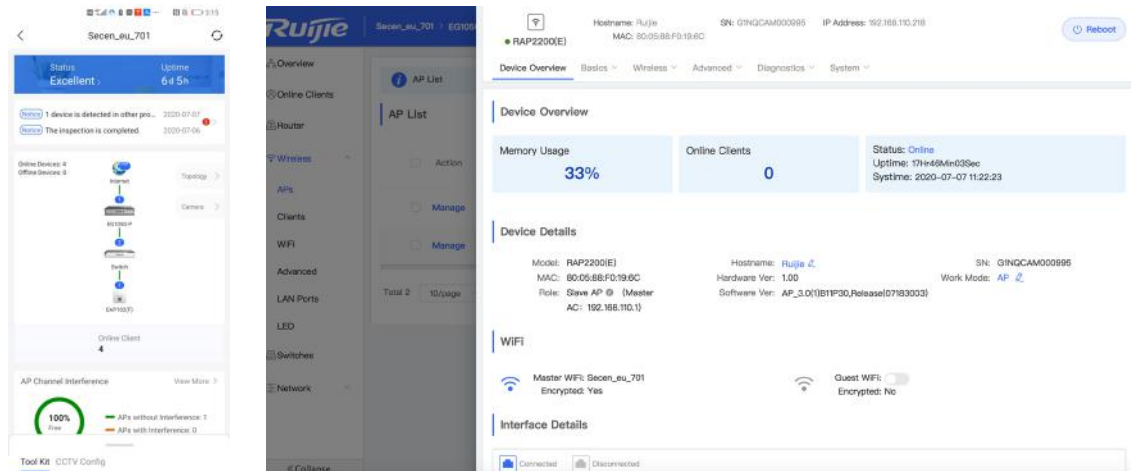 Secen_eu_701
Status
Excellent
Uptime
6d 5h
Notice 1 device is detected in other pro... 2020-07-07
Notice The inspection is completed. 2020-07-06
Online Devices: 4
Offline Devices: 0
Internet
Topology
Camera
Switch
Online Client
4
AP Channel Interference View More
100%
Free
APs without Interference: 1
APs with Interference: 0
Tool Kit CCTV Config
Ruijie
Secen_eu_701 > EG105
Overview
Online Clients
Router
Wireless
APs
Clients
WiFi
Advanced
LAN Ports
LED
Switches
Network
Collapse
AP List
AP List
Action
Manage
Manage
Total 2 10/page
RAP2200(E)
Hostname: Ruijie
SN: G1NQCAM000995
IP Address: 192.168.110.218
MAC: 80:05:88:F0:19:6C
Reboot
Device Overview Basics Wireless Advanced Diagnostics System
Device Overview
Memory Usage
33%
Online Clients
0
Status: Online
Uptime: 17Hr46Min03Sec
Systime: 2020-07-07 11:22:23
Device Details
Model: RAP2200(E)
Hostname: Ruijie
SN: G1NQCAM000995
MAC: 80:05:88:F0:19:6C
Hardware Ver: 1.00
Work Mode: AP
Role: Slave AP (Master
AC: 192.168.110.1)
Software Ver: AP_3.0(1)B11P30,Release(07183003)
WiFi
Master WiFi: Secen_eu_701
Encrypted: Yes
Guest WiFi:
Encrypted: No
Interface Details
Connected
Disconnected